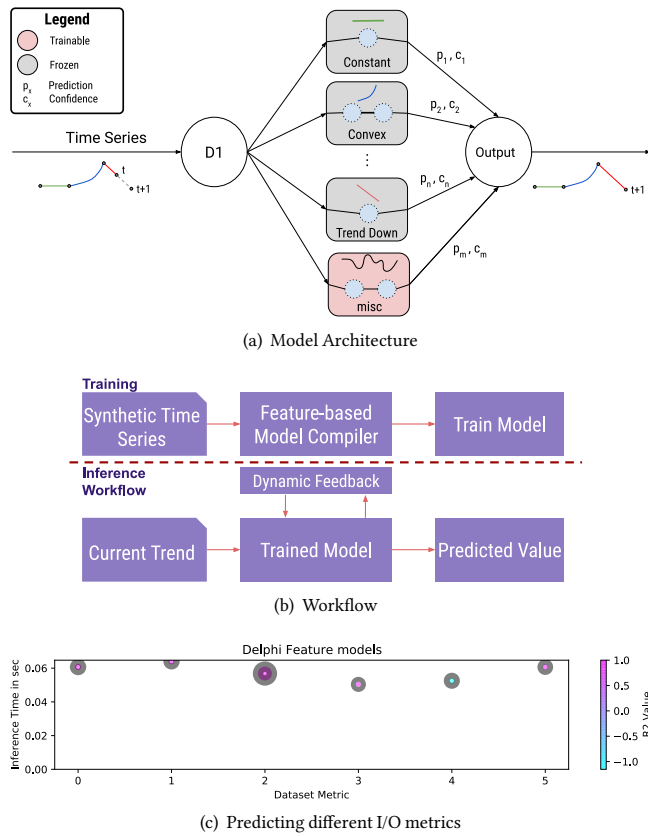 Legend
Trainable
Frozen
p_x Prediction
c_x Confidence
Time Series
t
t+1
D1
Constant
p_1, c_1
Convex
p_2, c_2
⋮
Trend Down
p_n, c_n
misc
p_m, c_m
Output
t+1
(a) Model Architecture
Training
Synthetic Time
Series
Feature-based
Model Compiler
Train Model
Inference
Workflow
Dynamic Feedback
Current Trend
Trained Model
Predicted Value
(b) Workflow
Delphi Feature models
Inference Time in sec
0.06
0.04
0.02
0.00
0 1 2 3 4 5
Dataset Metric
1.0
0.5
0.0
−0.5
−1.0
R2 Value
(c) Predicting different I/O metrics